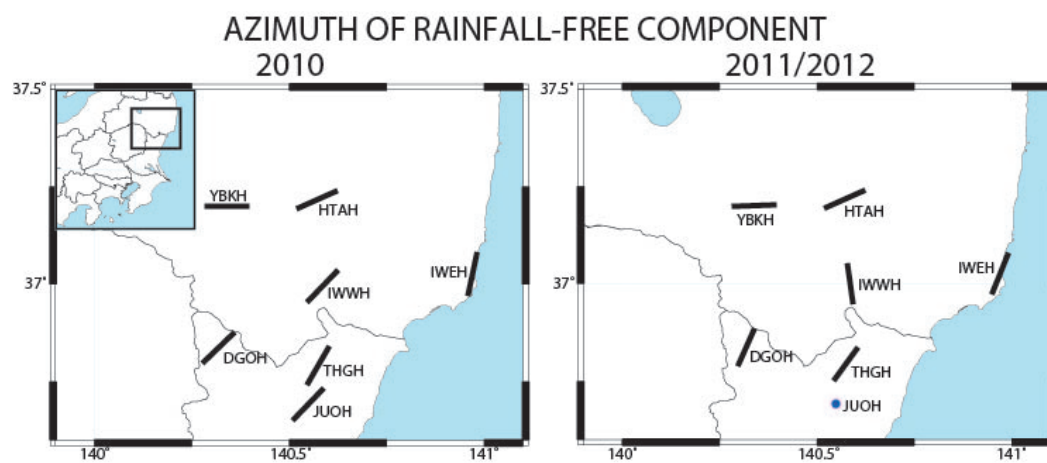 AZIMUTH OF RAINFALL-FREE COMPONENT
2010
2011/2012
37.5°
YBKH
HTAH
37°
IWEH
IWWH
DGOH
THGH
JUOH
140°
140.5°
141°
37.5°
YBKH
HTAH
37°
IWEH
IWWH
DGOH
THGH
JUOH
140°
140.5°
141°